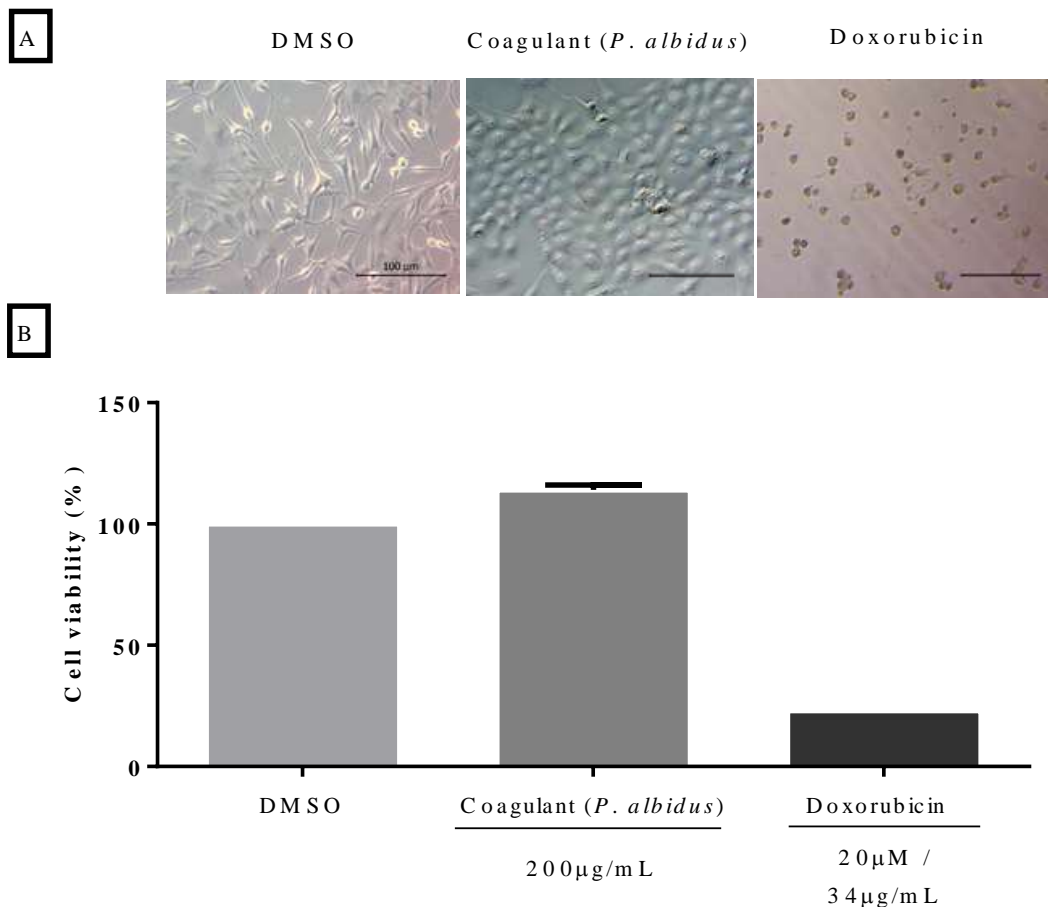 A
DMSO Coagulant (P. albidus) Doxorubicin
100 µm
B
150
100
50
0
Cell viability (%)
DMSO Coagulant (P. albidus) Doxorubicin
200µg/mL
20µM /
34µg/mL